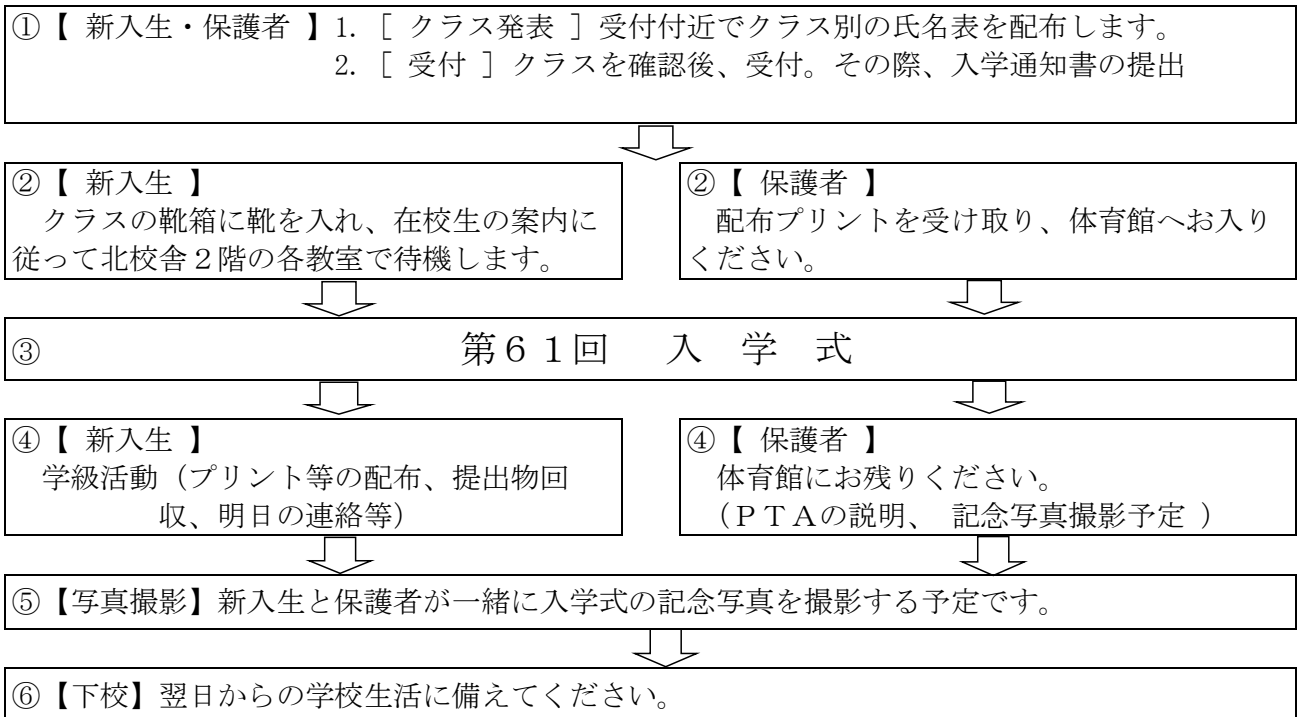 ①【 新入生・保護者 】1. [ クラス発表 ] 受付付近でクラス別の氏名表を配布します。
2. [ 受付 ] クラスを確認後、受付。その際、入学通知書の提出
②【 新入生 】
クラスの靴箱に靴を入れ、在校生の案内に
従って北校舎２階の各教室で待機します。
②【 保護者 】
配布プリントを受け取り、体育館へお入り
ください。
③ 第６１回 入 学 式
④【 新入生 】
学級活動（プリント等の配布、提出物回
収、明日の連絡等）
④【 保護者 】
体育館にお残りください。
（ＰＴＡの説明、 記念写真撮影予定 ）
⑤【写真撮影】新入生と保護者が一緒に入学式の記念写真を撮影する予定です。
⑥【下校】翌日からの学校生活に備えてください。